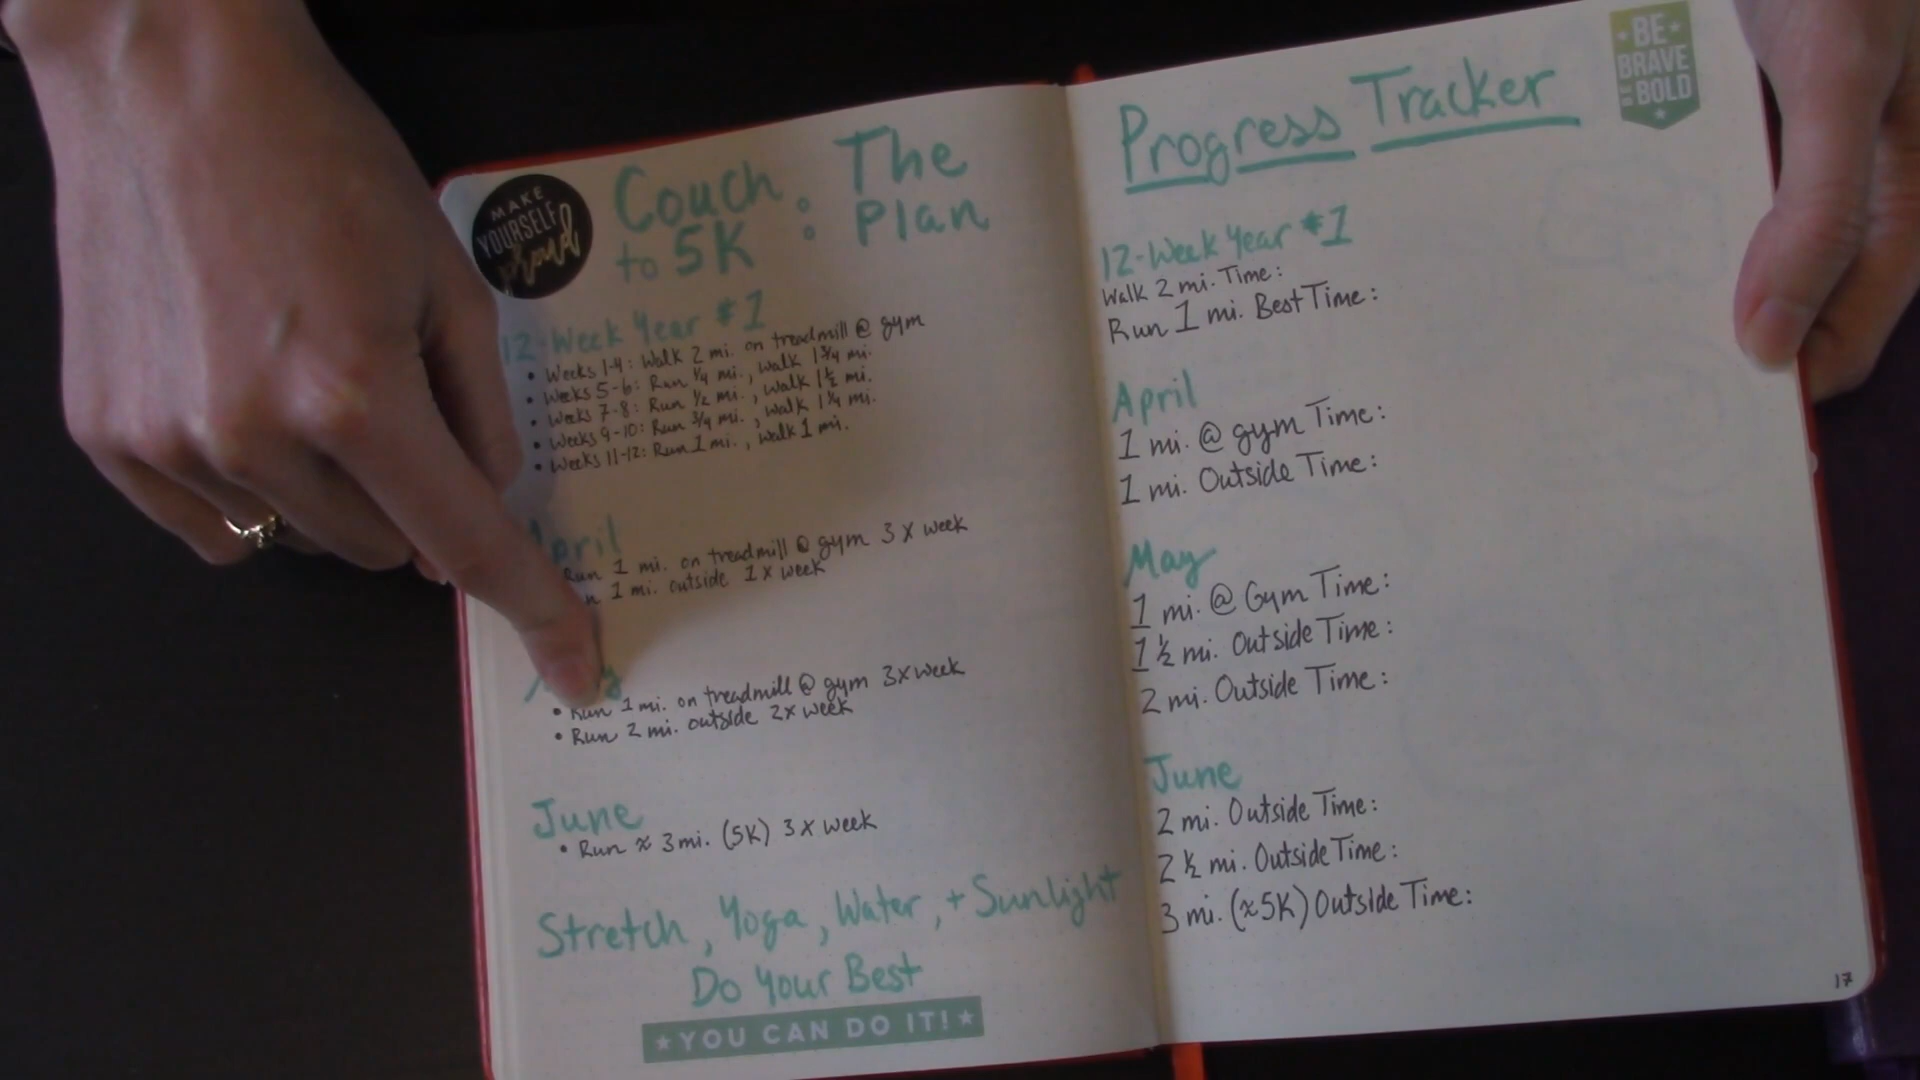 MAKE
YOURSELF
proud
Couch
to 5K
: The
Plan
12-Week Year #1
• Weeks 1-4: Walk 2 mi. on treadmill @ gym
• Weeks 5-6: Run 1/4 mi., Walk 1 3/4 mi.
• Weeks 7-8: Run 1/2 mi., Walk 1 1/2 mi.
• Weeks 9-10: Run 3/4 mi., Walk 1 1/4 mi.
• Weeks 11-12: Run 1 mi., Walk 1 mi.
April
Run 1 mi. on treadmill @ gym 3 x week
1 mi. outside 1 x week
• Run 1 mi. on treadmill @ gym 3 x week
• Run 2 mi. outside 2x week
June
• Run ≈ 3 mi. (5K) 3 x week
Stretch, Yoga, Water, + Sunlight
Do Your Best
★ YOU CAN DO IT! ★
Progress Tracker
★ BE ★
BRAVE
BE BOLD
★
12-Week Year #1
Walk 2 mi. Time:
Run 1 mi. Best Time:
April
1 mi. @ gym Time:
1 mi. Outside Time:
May
1 mi. @ Gym Time:
1 1/2 mi. Outside Time:
2 mi. Outside Time:
June
2 mi. Outside Time:
2 1/2 mi. Outside Time:
3 mi. (≈5K) Outside Time:
17